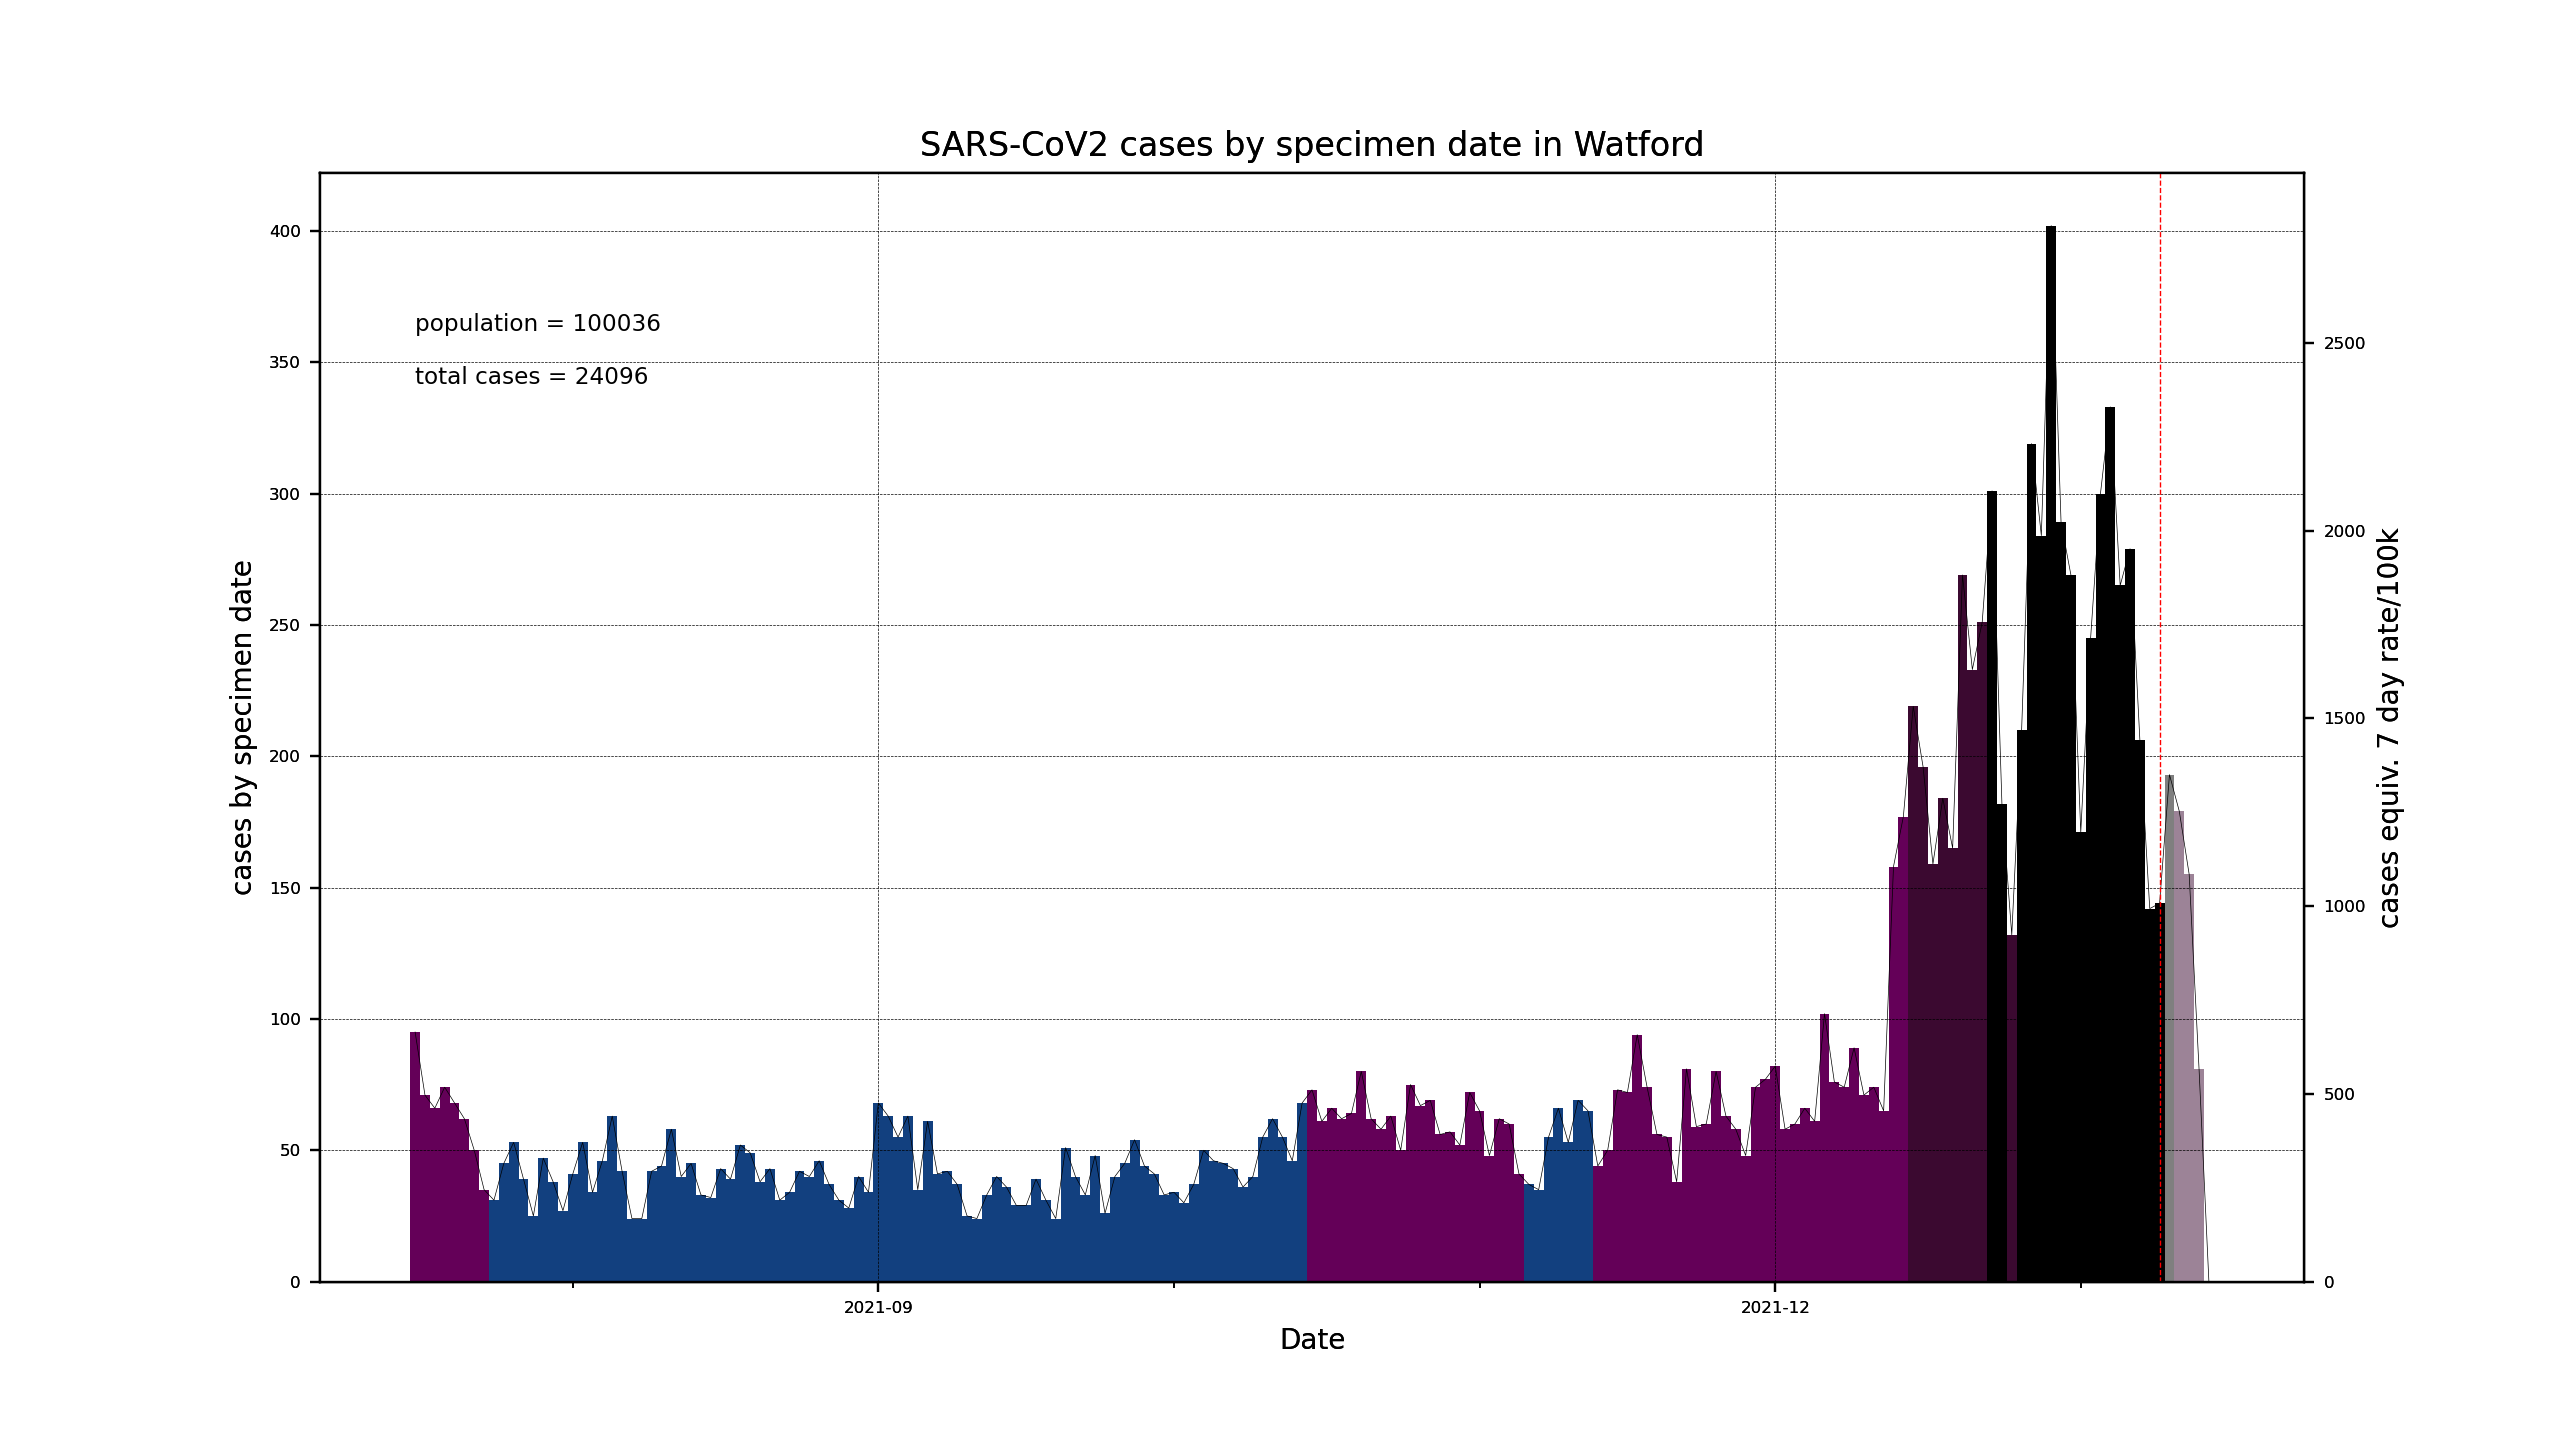 SARS-CoV2 cases by specimen date in Watford
population = 100036
total cases = 24096
cases by specimen date
400
350
300
250
200
150
100
50
0
2500
2000
1500
1000
500
0
cases equiv. 7 day rate/100k
2021-09
2021-12
Date